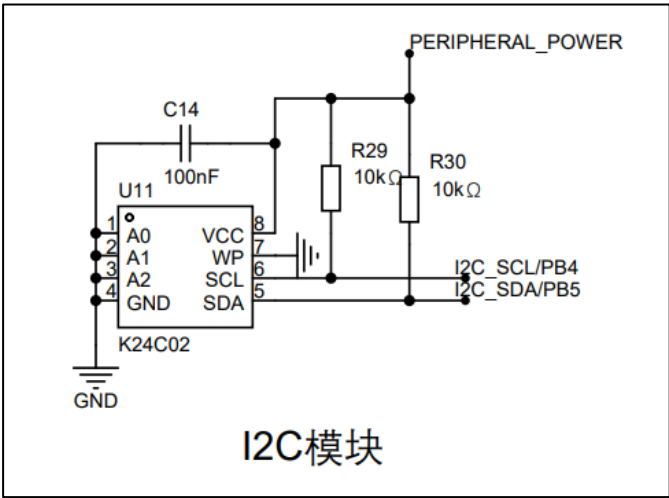 PERIPHERAL_POWER
C14
100nF
R29
10kΩ
R30
10kΩ
U11
1 A0 VCC 8
2 A1 WP 7
3 A2 SCL 6
4 GND SDA 5
I2C_SCL/PB4
I2C_SDA/PB5
K24C02
GND
I2C模块